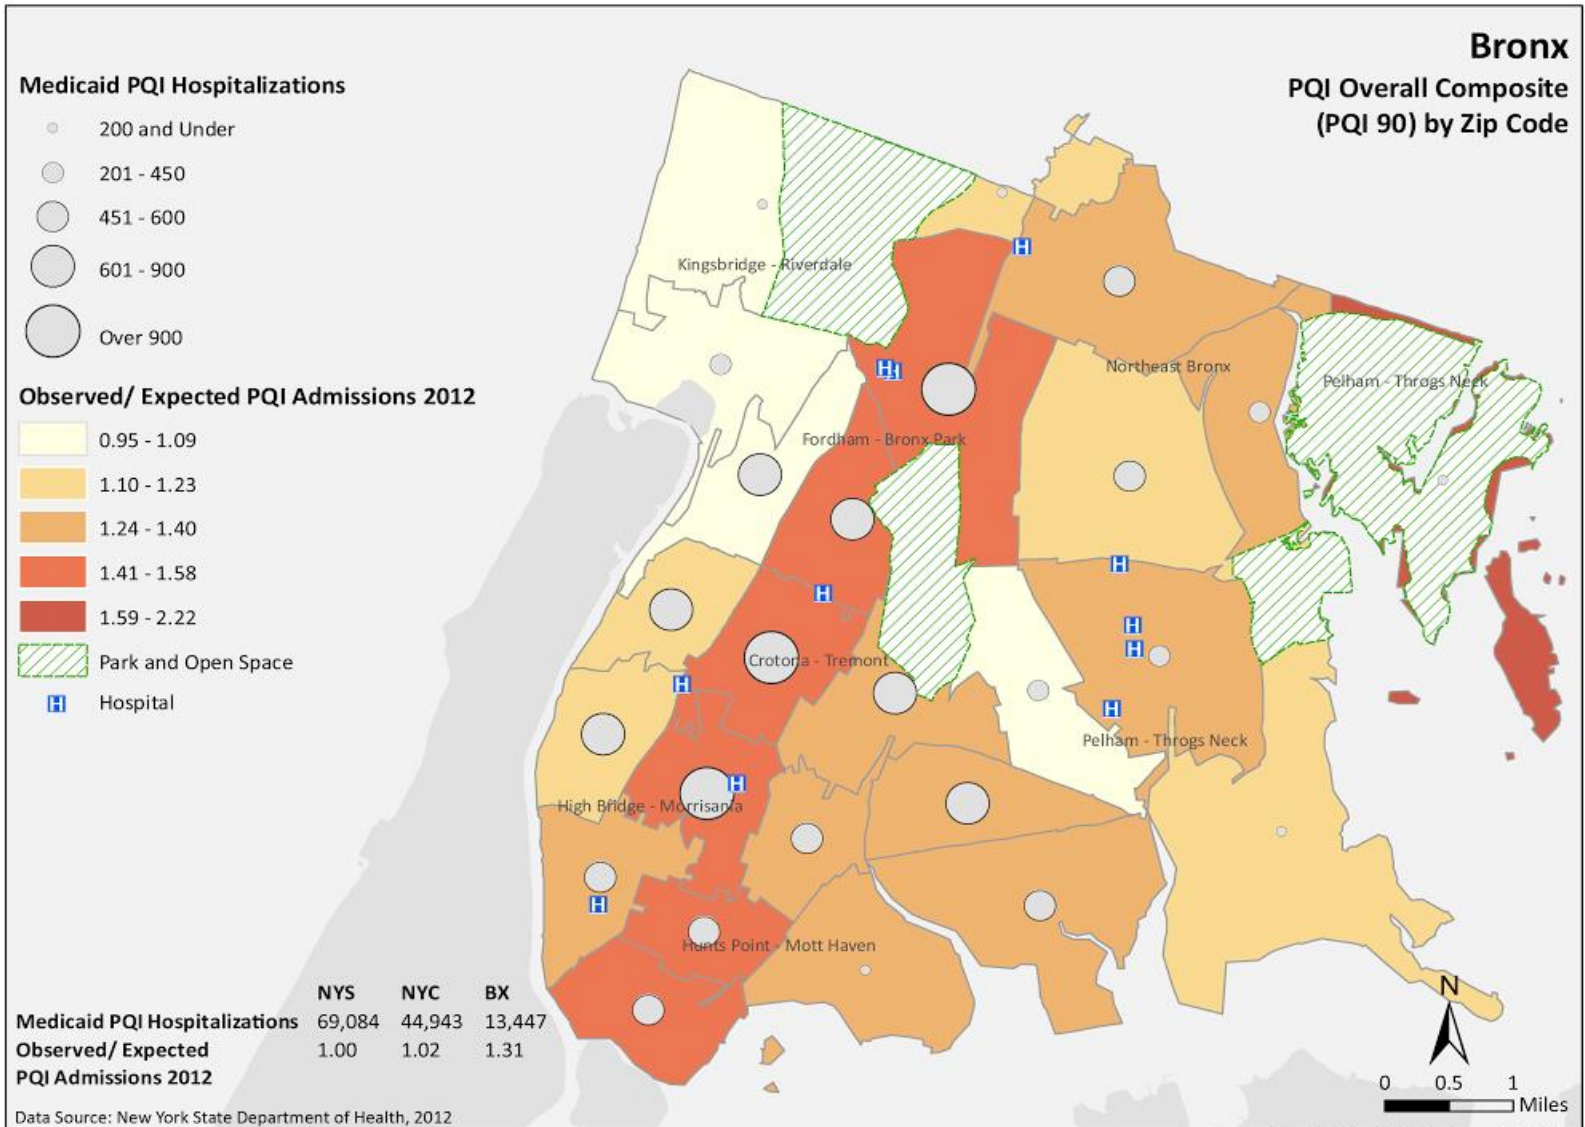 Bronx
PQI Overall Composite
(PQI 90) by Zip Code
Medicaid PQI Hospitalizations
200 and Under
201 - 450
451 - 600
601 - 900
Over 900
Observed/ Expected PQI Admissions 2012
0.95 - 1.09
1.10 - 1.23
1.24 - 1.40
1.41 - 1.58
1.59 - 2.22
Park and Open Space
H Hospital
Kingsbridge - Riverdale
H
Northeast Bronx
Pelham - Throgs Neck
H H
Fordham - Bronx Park
H
H
H
H
Crotona - Tremont
H
H
Pelham - Throgs Neck
H
High Bridge - Morrisania
H
Hunts Point - Mott Haven
NYS NYC BX
Medicaid PQI Hospitalizations 69,084 44,943 13,447
Observed/ Expected 1.00 1.02 1.31
PQI Admissions 2012
Data Source: New York State Department of Health, 2012
N
0 0.5 1
Miles